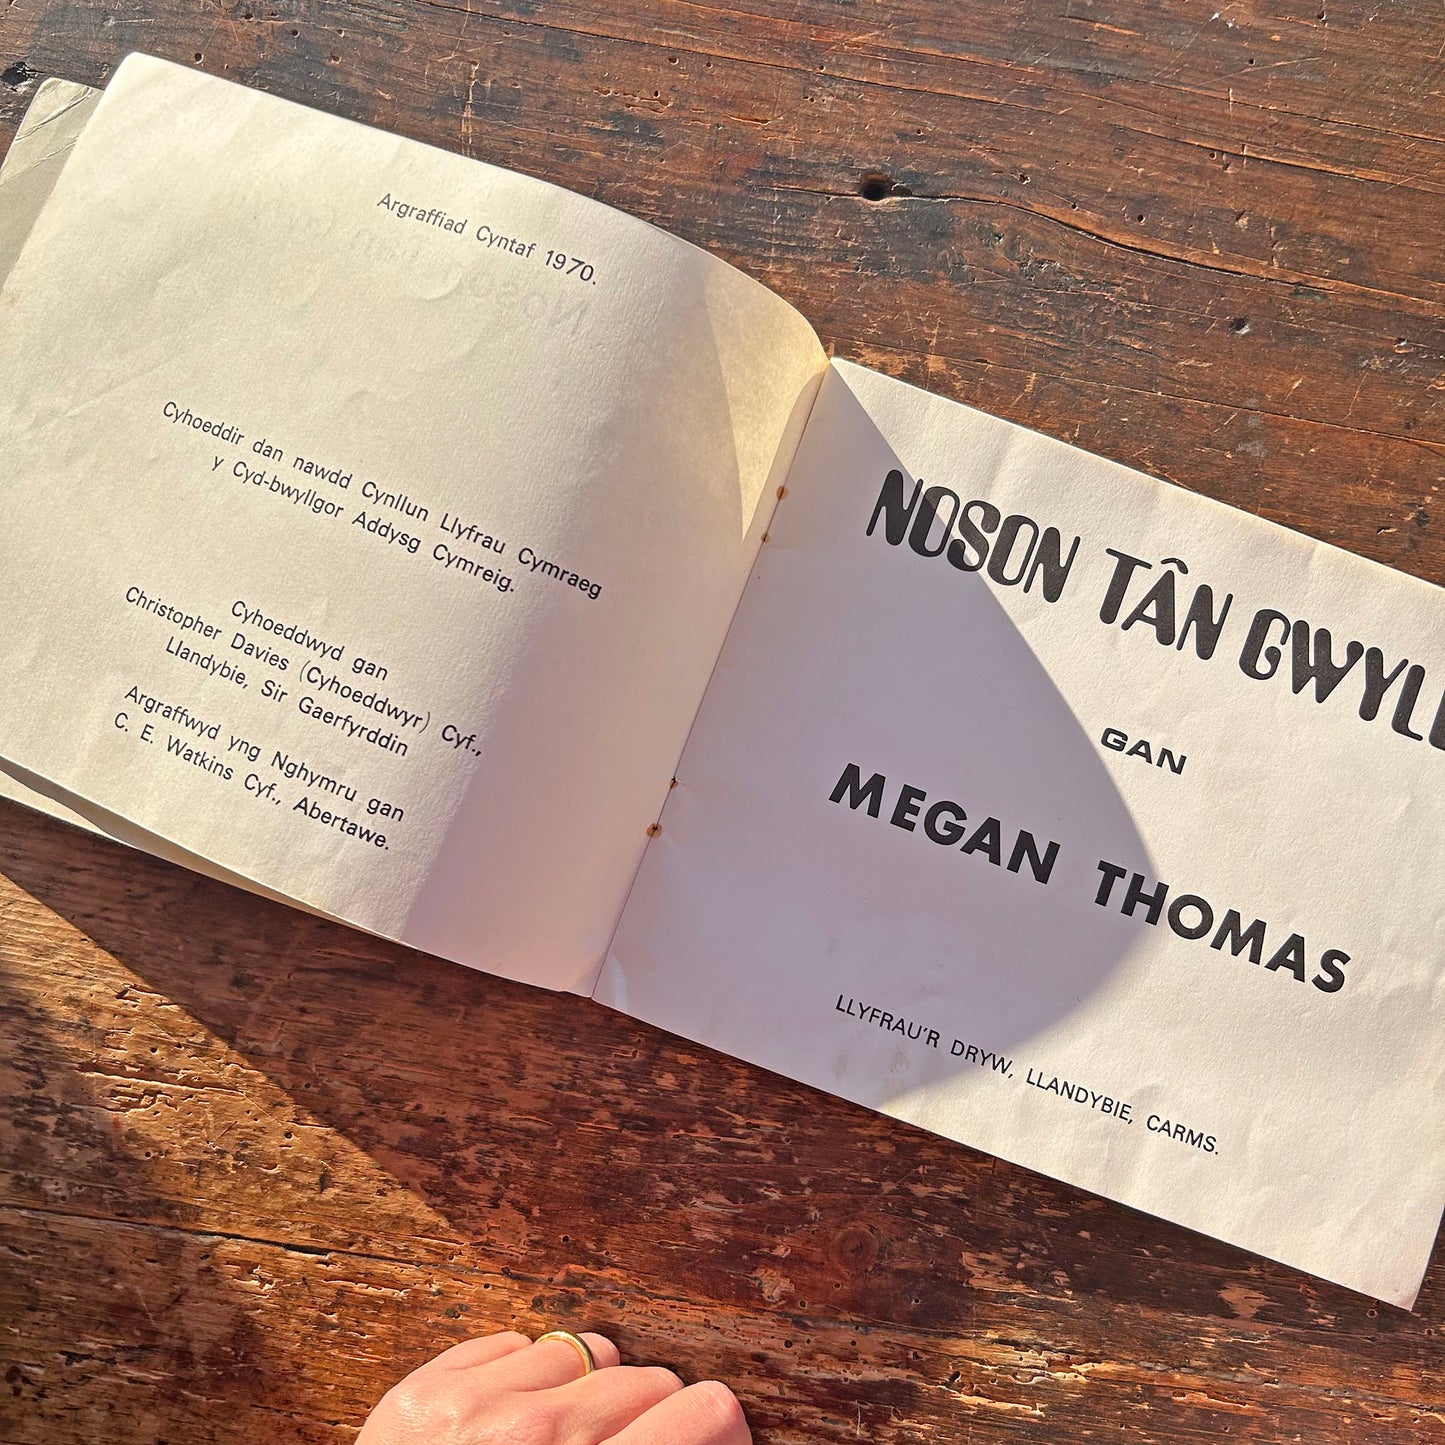 Argraffiad Cyntaf 1970.
Cyhoeddir dan nawdd Cynllun Llyfrau Cymraeg
y Cyd-bwyllgor Addysg Cymreig.
Cyhoeddwyd gan
Christopher Davies (Cyhoeddwyr) Cyf.,
Llandybie, Sir Gaerfyrddin
Argraffwyd yng Nghymru gan
C. E. Watkins Cyf., Abertawe.
NOSON TÂN
GAN
MEGAN THOMAS
LLYFRAU'R DRYW, LLANDYBIE, CARMS.